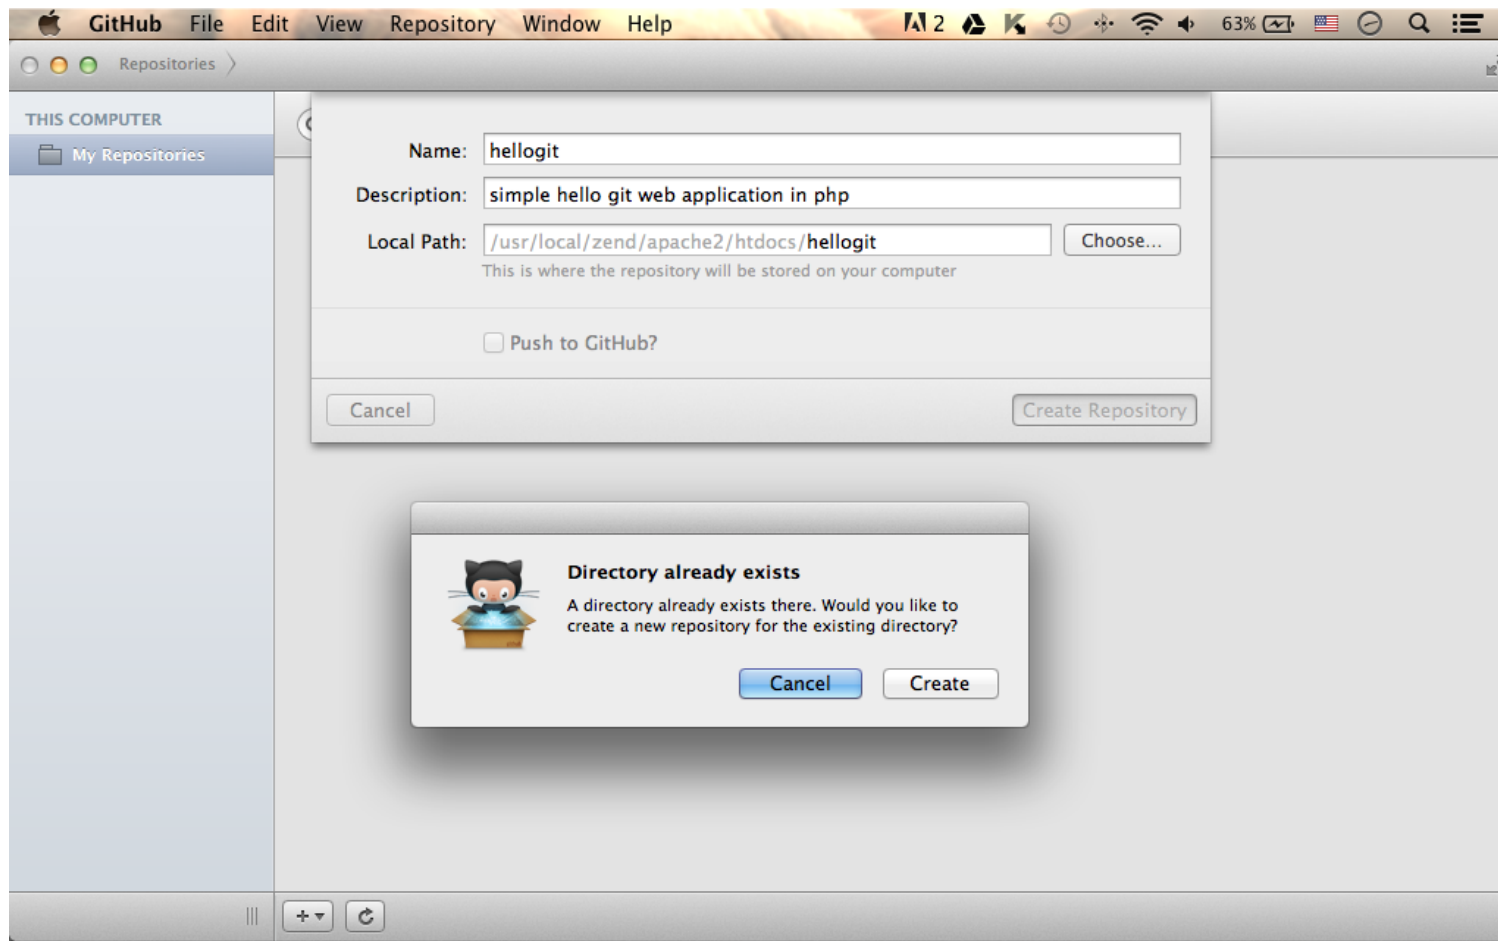 GitHub File Edit View Repository Window Help 2 63%
Repositories
THIS COMPUTER
My Repositories
Name: hellogit
Description: simple hello git web application in php
Local Path: /usr/local/zend/apache2/htdocs/hellogit Choose...
This is where the repository will be stored on your computer
Push to GitHub?
Cancel Create Repository
Directory already exists
A directory already exists there. Would you like to
create a new repository for the existing directory?
Cancel Create